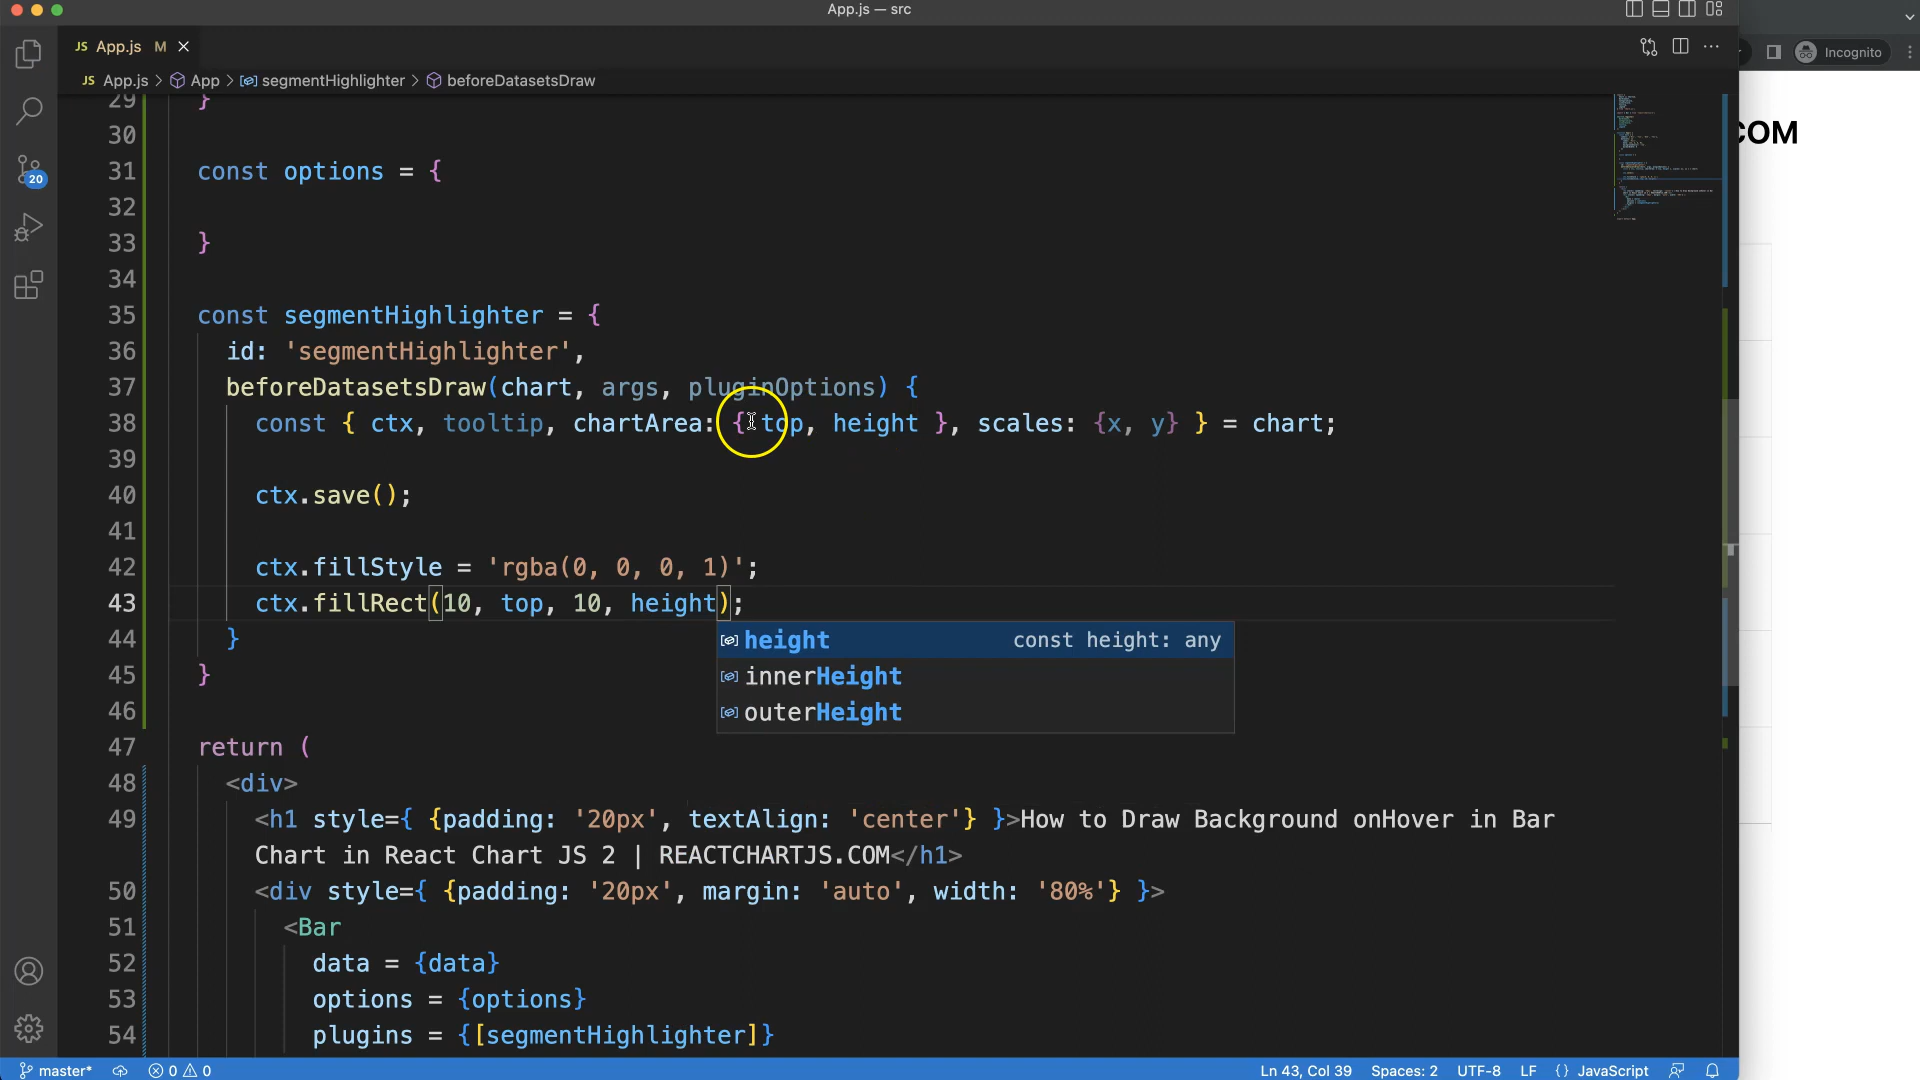 App.js — src
JS App.js M
Incognito
JS App.js > App > segmentHighlighter > beforeDatasetsDraw
COM
29 }
30
31 const options = {
32
33 }
34
35 const segmentHighlighter = {
36 id: 'segmentHighlighter',
37 beforeDatasetsDraw(chart, args, pluginOptions) {
38 const { ctx, tooltip, chartArea: { top, height }, scales: {x, y} } = chart;
39
40 ctx.save();
41
42 ctx.fillStyle = 'rgba(0, 0, 0, 1)';
43 ctx.fillRect(10, top, 10, height);
height const height: any
innerHeight
outerHeight
44 }
45 }
46
47 return (
48 <div>
49 <h1 style={ {padding: '20px', textAlign: 'center'} }>How to Draw Background onHover in Bar
Chart in React Chart JS 2 | REACTCHARTJS.COM</h1>
50 <div style={ {padding: '20px', margin: 'auto', width: '80%'} }>
51 <Bar
52 data = {data}
53 options = {options}
54 plugins = {[segmentHighlighter]}
20
master* 0 0 Ln 43, Col 39 Spaces: 2 UTF-8 LF {} JavaScript